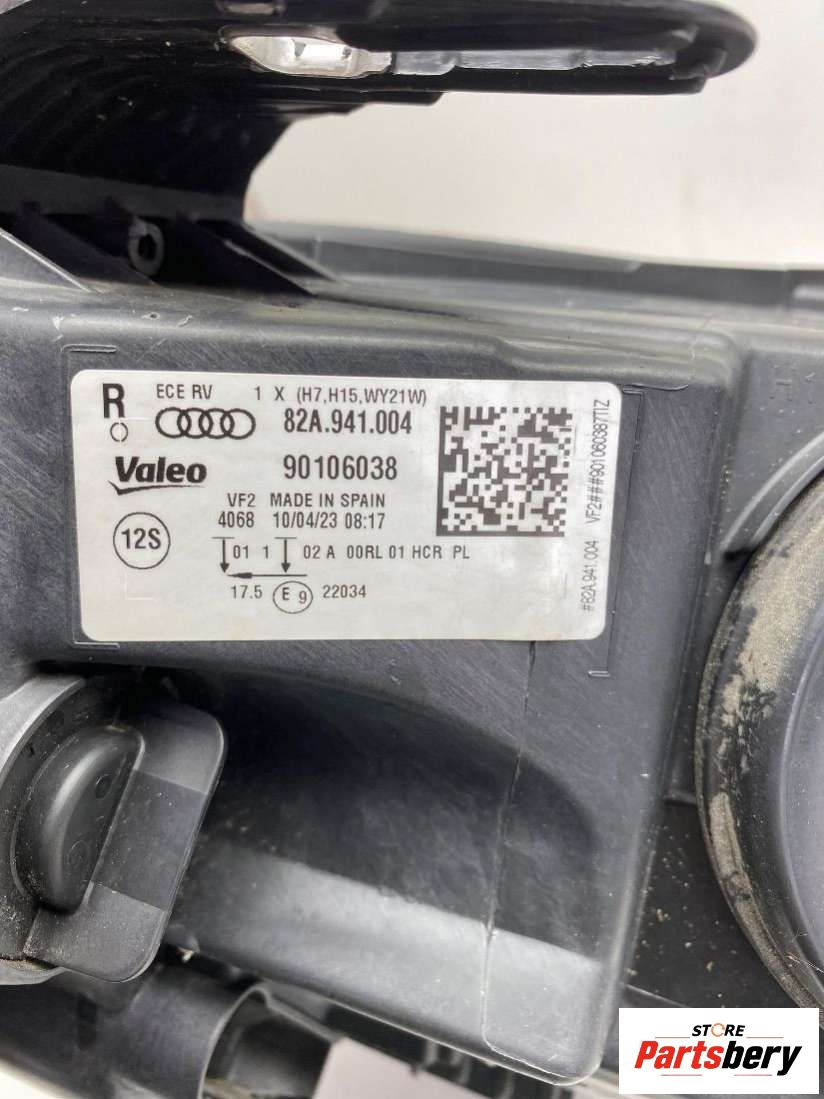 R ECE RV 1 X (H7,H15,WY21W)
82A.941.004
Valeo 90106038
VF2 MADE IN SPAIN
4068 10/04/23 08:17
12S
01 1 02 A 00RL 01 HCR PL
17.5 E 9 22034
#82A.941.004 VF2###901060387TIZ
STORE
Partsbery